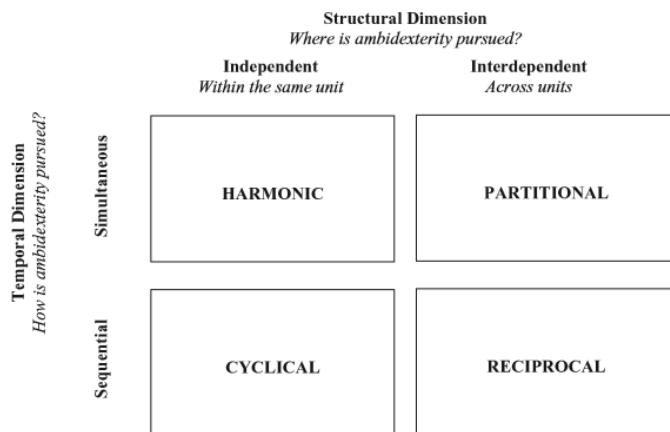 Structural Dimension
Where is ambidexterity pursued?
Independent
Within the same unit
Interdependent
Across units
Temporal Dimension
How is ambidexterity pursued?
Simultaneous
HARMONIC
PARTITIONAL
Sequential
CYCLICAL
RECIPROCAL